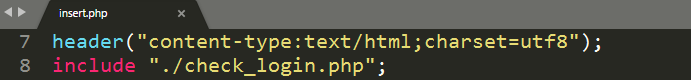 insert.php
7 header("content-type:text/html;charset=utf8");
8 include "./check_login.php";